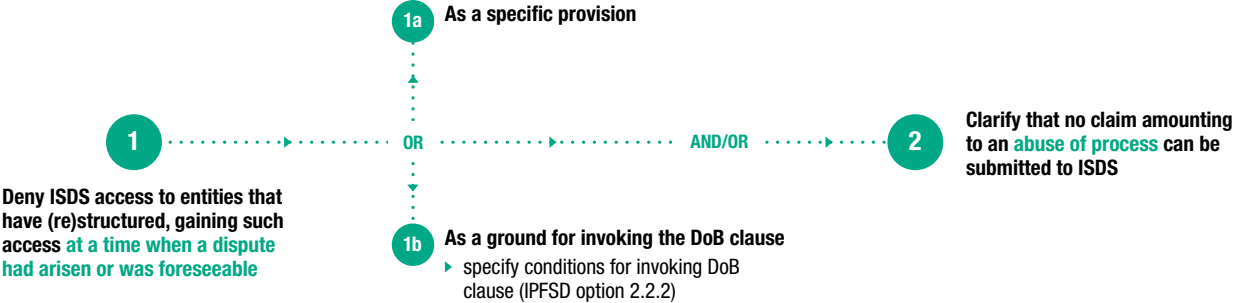 1
Deny ISDS access to entities that
have (re)structured, gaining such
access at a time when a dispute
had arisen or was foreseeable
OR
1a
As a specific provision
1b
As a ground for invoking the DoB clause
specify conditions for invoking DoB
clause (IPFSD option 2.2.2)
AND/OR
2
Clarify that no claim amounting
to an abuse of process can be
submitted to ISDS